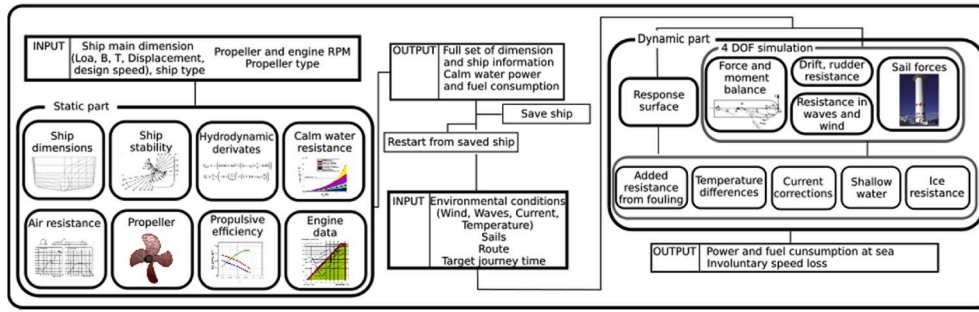 INPUT
Ship main dimension
(Loa, B, T, Displacement,
design speed), ship type
Propeller and engine RPM
Propeller type
Static part
Ship
dimensions
Ship
stability
Hydrodynamic
derivates
Calm water
resistance
Air resistance
Propeller
Propulsive
efficiency
Engine
data
OUTPUT
Full set of dimension
and ship information
Calm water power
and fuel consumption
Save ship
Restart from saved ship
INPUT
Environmental conditions
(Wind, Waves, Current,
Temperature)
Sails
Route
Target journey time
Dynamic part
Response
surface
4 DOF simulation
Force and
moment
balance
Drift, rudder
resistance
Resistance in
waves and
wind
Sail forces
Added
resistance
from fouling
Temperature
differences
Current
corrections
Shallow
water
Ice
resistance
OUTPUT
Power and fuel cunsumption at sea
Involuntary speed loss